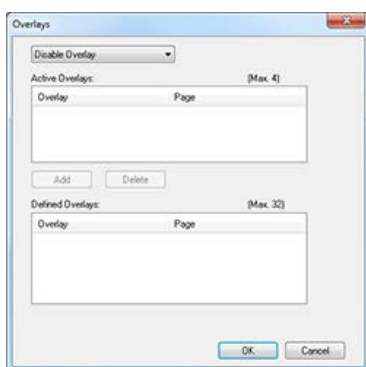 Overlays
Disable Overlay
Active Overlays: (Max. 4)
Overlay Page
Add Delete
Defined Overlays: (Max. 32)
Overlay Page
OK Cancel